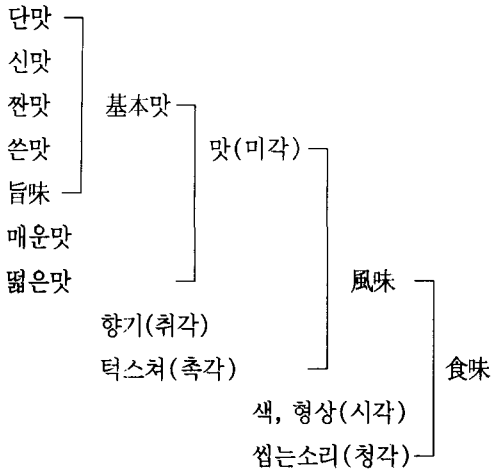 단맛
신맛
짠맛 基本맛
쓴맛 맛(미각)
旨味
매운맛
떫은맛 風味
향기(취각)
턱스쳐(촉각) 食味
색, 형상(시각)
씹는소리(청각)